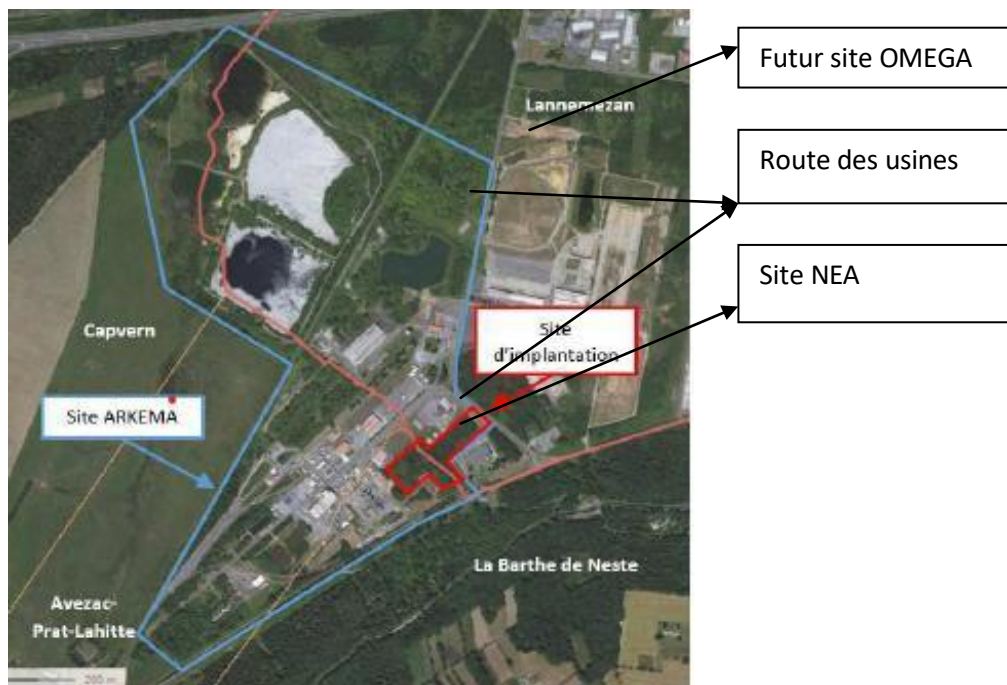 Futur site OMEGA
Lannemezan
Route des usines
Site NEA
Site
d'implantation
Capvern
Site ARKEMA
La Barthe de Neste
Avezac-
Prat-Lahitte
200 m